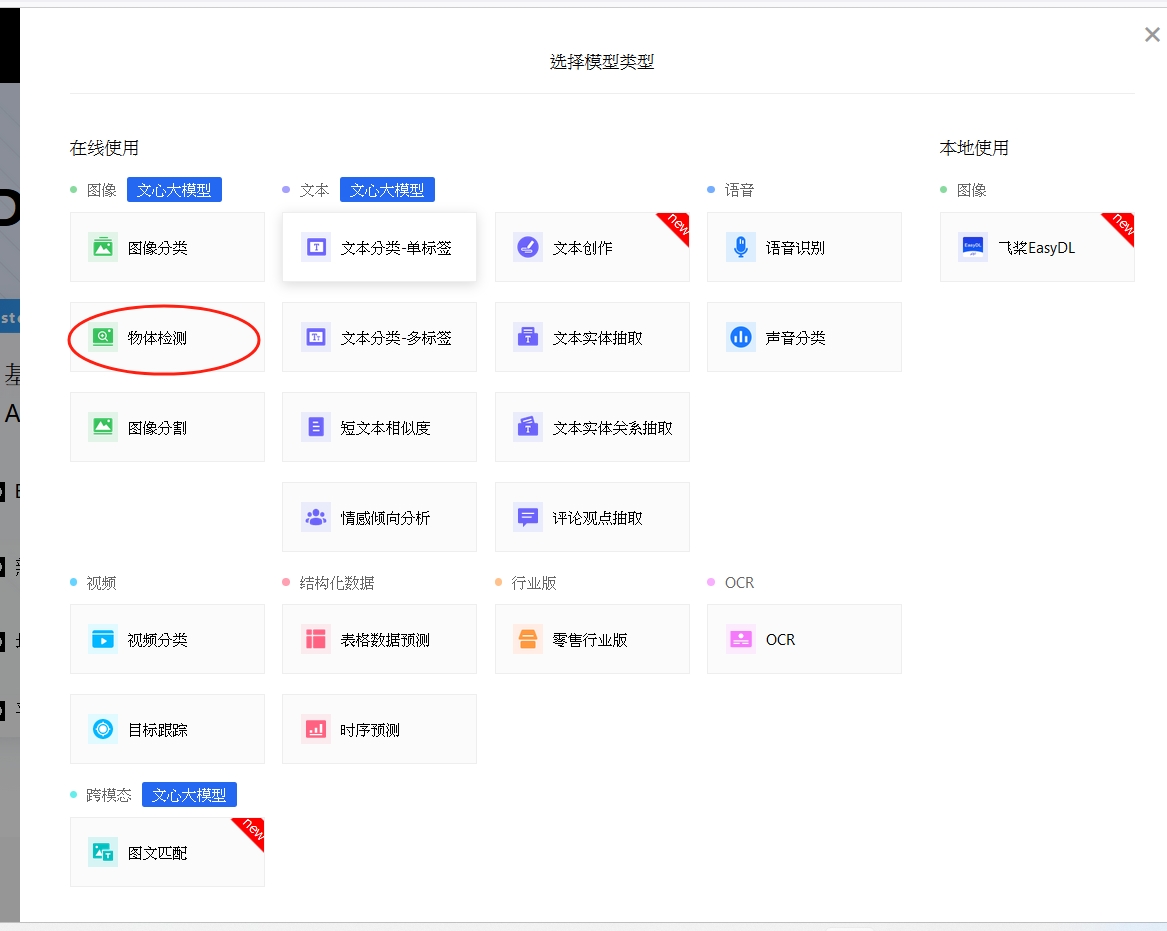 选择模型类型
在线使用
图像 文心大模型
图像分类
物体检测
图像分割
文本 文心大模型
文本分类-单标签
文本创作
new
文本分类-多标签
文本实体抽取
短文本相似度
文本实体关系抽取
情感倾向分析
评论观点抽取
语音
语音识别
声音分类
本地使用
图像
飞桨EasyDL
new
视频
视频分类
目标跟踪
结构化数据
表格数据预测
时序预测
行业版
零售行业版
OCR
OCR
跨模态 文心大模型
图文匹配
new